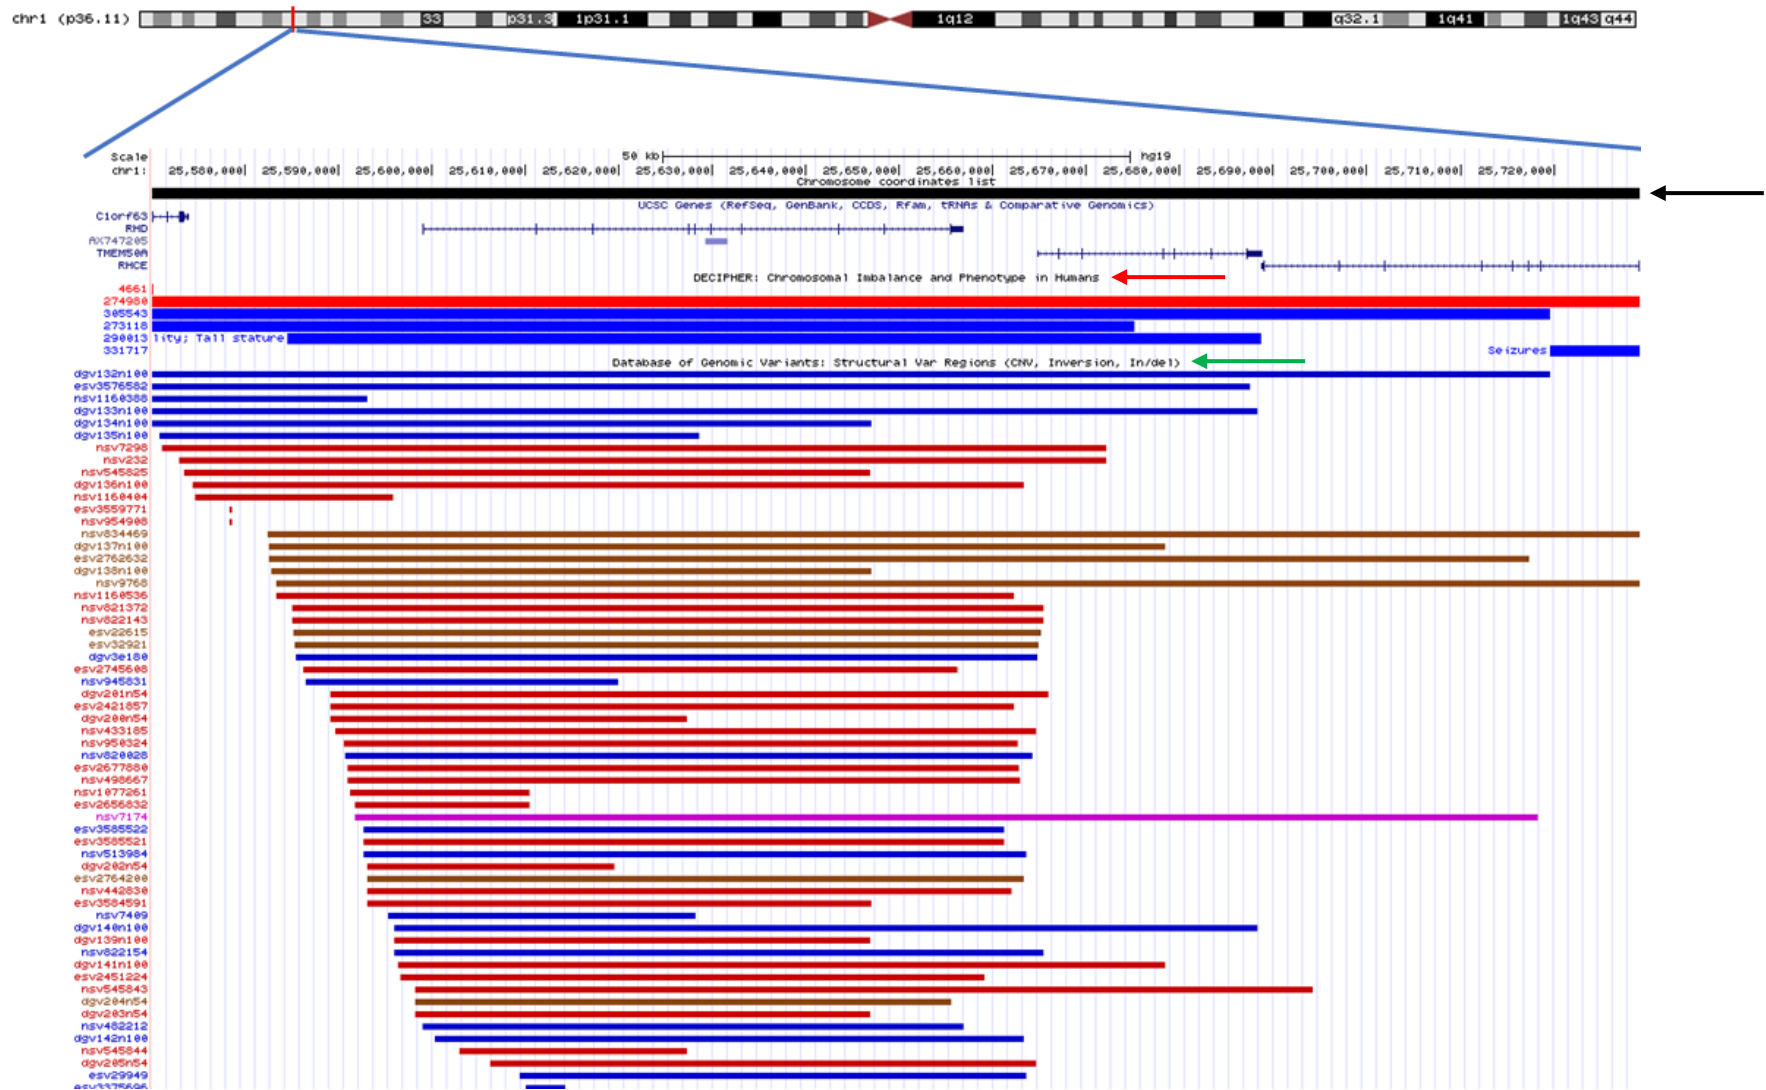 chr1 (p36.11) 33 p31.3 1p31.1 1q12 q32.1 1q41 1q43 q44
Scale 50 kb hg19
chr1: 25,580,000 25,590,000 25,600,000 25,610,000 25,620,000 25,630,000 25,640,000 25,650,000 25,660,000 25,670,000 25,680,000 25,690,000 25,700,000 25,710,000 25,720,000
Chromosome coordinates list
UCSC Genes (RefSeq, GenBank, CCDS, Rfam, tRNAs & Comparative Genomics)
C1orf63
RHD
AX747205
TMEM50A
RHCE
DECIPHER: Chromosomal Imbalance and Phenotype in Humans
4661
274980
305543
273118
290013 lity; Tall stature
331717 Seizures
Database of Genomic Variants: Structural Var Regions (CNV, Inversion, In/del)
dgv132n100
esv3576582
nsv1160388
dgv133n100
dgv134n100
dgv135n100
nsv7298
nsv232
nsv545825
dgv136n100
nsv1160404
esv3559771
nsv954908
nsv834469
dgv137n100
esv2762632
dgv138n100
nsv9768
nsv1160536
nsv821372
nsv822143
esv22615
esv32921
dgv3e180
esv2745608
nsv945831
dgv201n54
esv2421857
dgv200n54
nsv433185
nsv950324
nsv820028
esv2677880
nsv498667
nsv1077261
esv2656832
nsv7174
esv3585522
esv3585521
nsv513984
dgv202n54
esv2764200
nsv442830
esv3584591
nsv7409
dgv140n100
dgv139n100
nsv822154
dgv141n100
esv2451224
nsv545843
dgv204n54
dgv203n54
nsv482212
dgv142n100
nsv545844
dgv205n54
esv29949
esv3375696